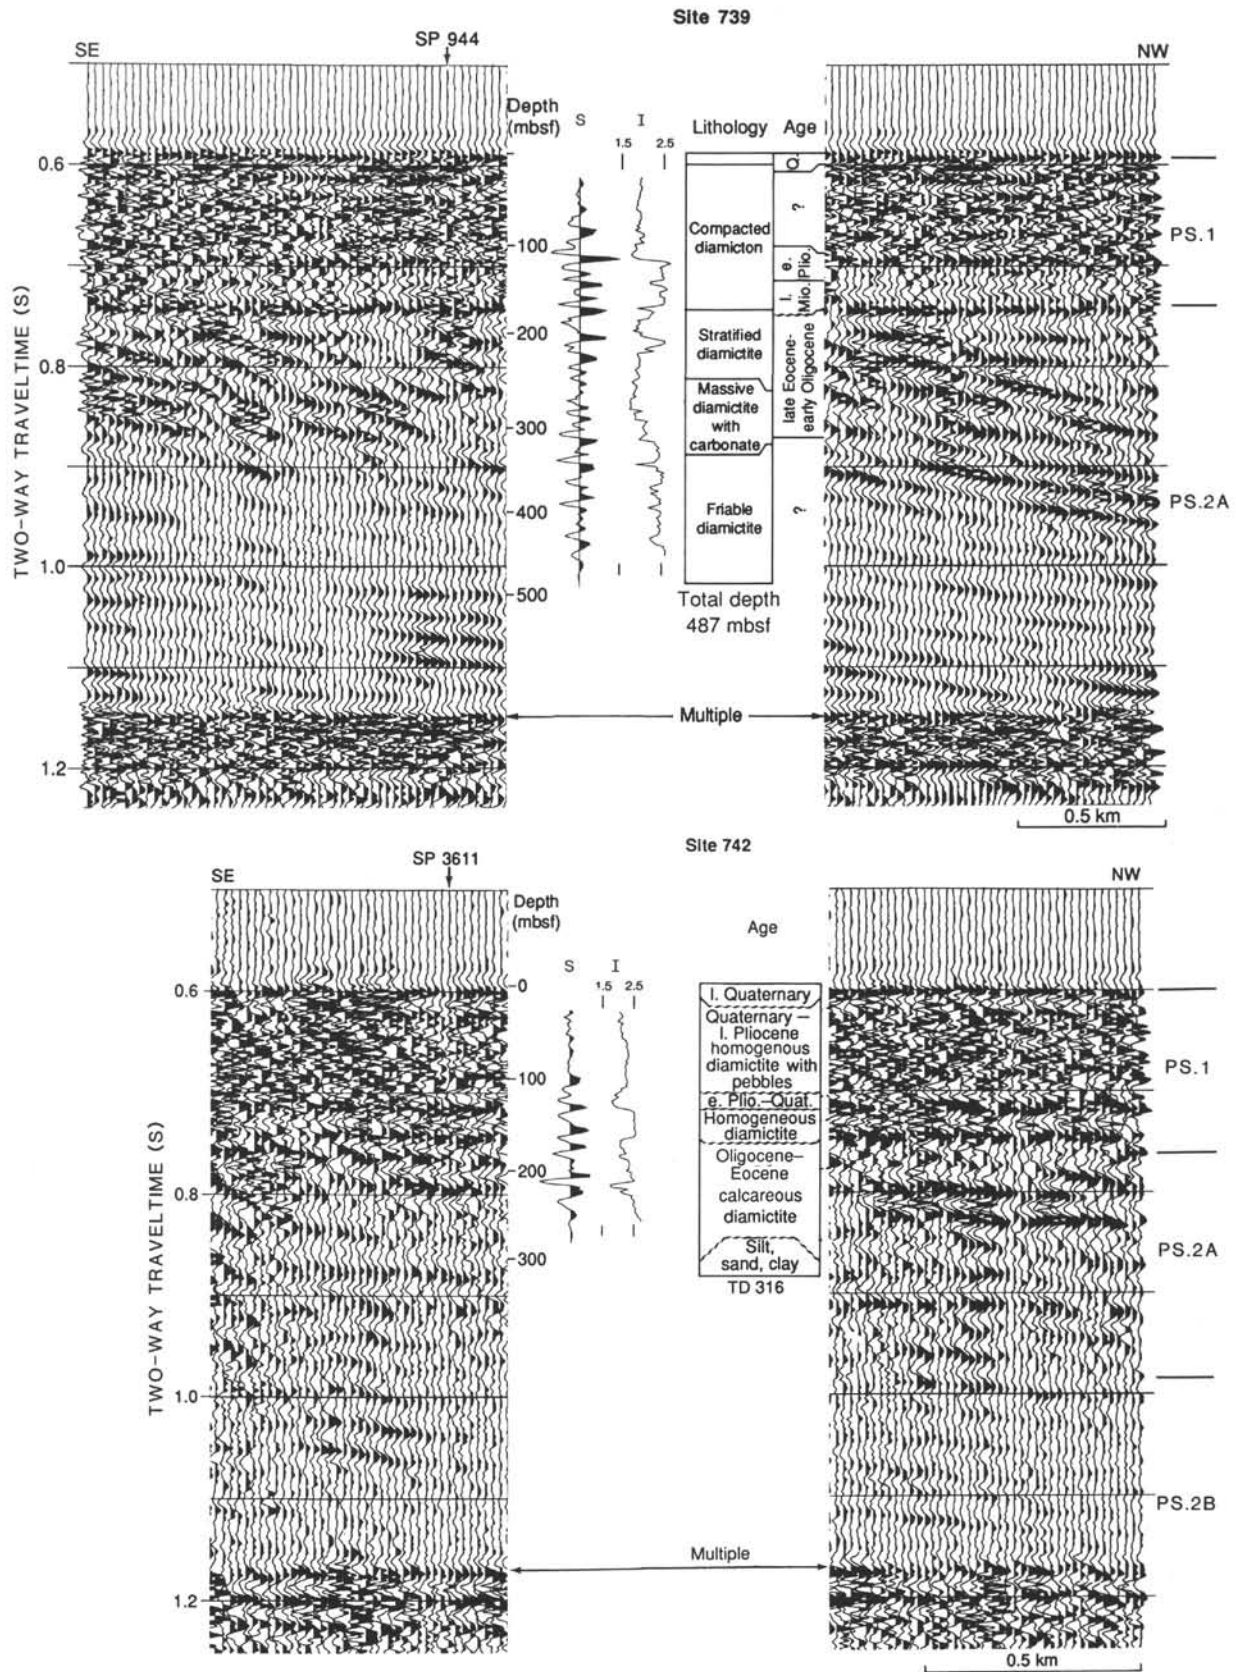 Site 739
SP 944
SE
NW
Depth
(mbsf)
S
I
1.5
2.5
Lithology
Age
0.6
Q.
?
PS.1
Compacted
diamicton
100
e.
Plio.
l.
Mio.
200
Stratified
diamictite
0.8
late Eocene-
early Oligocene
Massive
diamictite
with
carbonate
300
TWO-WAY TRAVELTIME (S)
PS.2A
400
Friable
diamictite
?
1.0
500
Total depth
487 mbsf
Multiple
1.2
0.5 km
Site 742
SP 3611
SE
NW
Depth
(mbsf)
Age
S
I
1.5
2.5
0
0.6
l. Quaternary
Quaternary —
l. Pliocene
homogenous
diamictite with
pebbles
PS.1
100
e. Plio.—Quat.
Homogeneous
diamictite
Oligocene—
Eocene
calcareous
diamictite
200
0.8
Silt,
sand, clay
PS.2A
300
TD 316
TWO-WAY TRAVELTIME (S)
1.0
PS.2B
Multiple
1.2
0.5 km